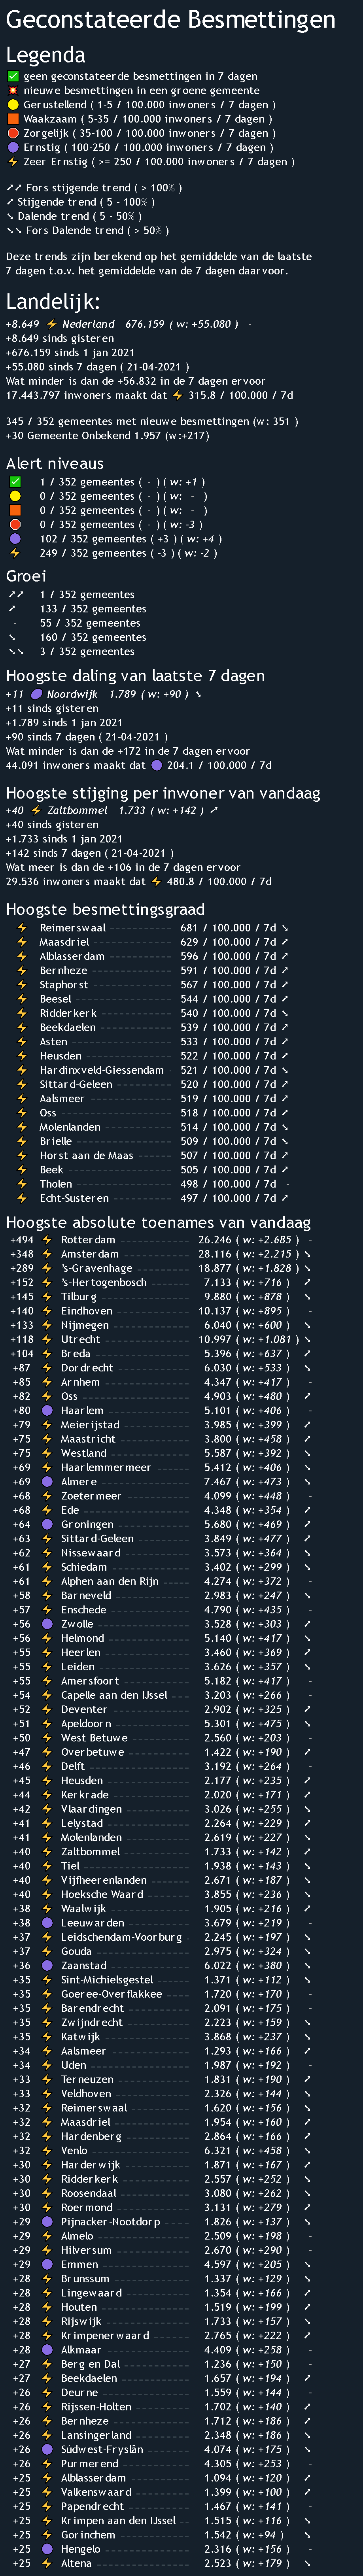 Geconstateerde Besmettingen
Legenda
✅ geen geconstateerde besmettingen in 7 dagen
💥 nieuwe besmettingen in een groene gemeente
🟡 Gerustellend ( 1-5 / 100.000 inwoners / 7 dagen )
🟧 Waakzaam ( 5-35 / 100.000 inwoners / 7 dagen )
🔴 Zorgelijk ( 35-100 / 100.000 inwoners / 7 dagen )
🟣 Ernstig ( 100-250 / 100.000 inwoners / 7 dagen )
⚡ Zeer Ernstig ( >= 250 / 100.000 inwoners / 7 dagen )
➚➚ Fors stijgende trend ( > 100% )
➚ Stijgende trend ( 5 - 100% )
➘ Dalende trend ( 5 - 50% )
➘➘ Fors Dalende trend ( > 50% )
Deze trends zijn berekend op het gemiddelde van de laatste
7 dagen t.o.v. het gemiddelde van de 7 dagen daarvoor.
Landelijk:
+8.649 ⚡ Nederland 676.159 ( w: +55.080 ) -
+8.649 sinds gisteren
+676.159 sinds 1 jan 2021
+55.080 sinds 7 dagen ( 21-04-2021 )
Wat minder is dan de +56.832 in de 7 dagen ervoor
17.443.797 inwoners maakt dat ⚡ 315.8 / 100.000 / 7d
345 / 352 gemeentes met nieuwe besmettingen (w: 351 )
+30 Gemeente Onbekend 1.957 (w:+217)
Alert niveaus
✅ 1 / 352 gemeentes ( - ) ( w: +1 )
🟡 0 / 352 gemeentes ( - ) ( w: - )
🟧 0 / 352 gemeentes ( - ) ( w: - )
🔴 0 / 352 gemeentes ( - ) ( w: -3 )
🟣 102 / 352 gemeentes ( +3 ) ( w: +4 )
⚡ 249 / 352 gemeentes ( -3 ) ( w: -2 )
Groei
➚➚ 1 / 352 gemeentes
➚ 133 / 352 gemeentes
- 55 / 352 gemeentes
➘ 160 / 352 gemeentes
➘➘ 3 / 352 gemeentes
Hoogste daling van laatste 7 dagen
+11 🟣 Noordwijk 1.789 ( w: +90 ) ➘
+11 sinds gisteren
+1.789 sinds 1 jan 2021
+90 sinds 7 dagen ( 21-04-2021 )
Wat minder is dan de +172 in de 7 dagen ervoor
44.091 inwoners maakt dat 🟣 204.1 / 100.000 / 7d
Hoogste stijging per inwoner van vandaag
+40 ⚡ Zaltbommel 1.733 ( w: +142 ) ➚
+40 sinds gisteren
+1.733 sinds 1 jan 2021
+142 sinds 7 dagen ( 21-04-2021 )
Wat meer is dan de +106 in de 7 dagen ervoor
29.536 inwoners maakt dat ⚡ 480.8 / 100.000 / 7d
Hoogste besmettingsgraad
⚡ Reimerswaal 681 / 100.000 / 7d ➘
⚡ Maasdriel 629 / 100.000 / 7d ➚
⚡ Alblasserdam 596 / 100.000 / 7d ➚
⚡ Bernheze 591 / 100.000 / 7d ➚
⚡ Staphorst 567 / 100.000 / 7d ➚
⚡ Beesel 544 / 100.000 / 7d ➚
⚡ Ridderkerk 540 / 100.000 / 7d ➘
⚡ Beekdaelen 539 / 100.000 / 7d ➚
⚡ Asten 533 / 100.000 / 7d ➚
⚡ Heusden 522 / 100.000 / 7d ➚
⚡ Hardinxveld-Giessendam 521 / 100.000 / 7d ➘
⚡ Sittard-Geleen 520 / 100.000 / 7d ➚
⚡ Aalsmeer 519 / 100.000 / 7d ➚
⚡ Oss 518 / 100.000 / 7d ➚
⚡ Molenlanden 514 / 100.000 / 7d ➘
⚡ Brielle 509 / 100.000 / 7d ➘
⚡ Horst aan de Maas 507 / 100.000 / 7d ➚
⚡ Beek 505 / 100.000 / 7d ➚
⚡ Tholen 498 / 100.000 / 7d -
⚡ Echt-Susteren 497 / 100.000 / 7d ➚
Hoogste absolute toenames van vandaag
+494 ⚡ Rotterdam 26.246 ( w: +2.685 ) -
+348 ⚡ Amsterdam 28.116 ( w: +2.215 ) ➘
+289 ⚡ 's-Gravenhage 18.877 ( w: +1.828 ) ➘
+152 ⚡ 's-Hertogenbosch 7.133 ( w: +716 ) ➚
+145 ⚡ Tilburg 9.880 ( w: +878 ) ➘
+140 ⚡ Eindhoven 10.137 ( w: +895 ) -
+133 ⚡ Nijmegen 6.040 ( w: +600 ) ➘
+118 ⚡ Utrecht 10.997 ( w: +1.081 ) ➘
+104 ⚡ Breda 5.396 ( w: +637 ) ➚
+87 ⚡ Dordrecht 6.030 ( w: +533 ) ➘
+85 ⚡ Arnhem 4.347 ( w: +417 ) -
+82 ⚡ Oss 4.903 ( w: +480 ) ➚
+80 🟣 Haarlem 5.101 ( w: +406 ) -
+79 ⚡ Meierijstad 3.985 ( w: +399 ) ➚
+75 ⚡ Maastricht 3.800 ( w: +458 ) ➚
+75 ⚡ Westland 5.587 ( w: +392 ) ➘
+69 ⚡ Haarlemmermeer 5.412 ( w: +406 ) ➘
+69 🟣 Almere 7.467 ( w: +473 ) ➘
+68 ⚡ Zoetermeer 4.099 ( w: +448 ) -
+68 ⚡ Ede 4.348 ( w: +354 ) ➚
+64 🟣 Groningen 5.680 ( w: +469 ) ➚
+63 ⚡ Sittard-Geleen 3.849 ( w: +477 ) ➚
+62 ⚡ Nissewaard 3.573 ( w: +364 ) ➘
+61 ⚡ Schiedam 3.402 ( w: +299 ) ➘
+61 ⚡ Alphen aan den Rijn 4.274 ( w: +372 ) -
+58 ⚡ Barneveld 2.983 ( w: +247 ) ➘
+57 ⚡ Enschede 4.790 ( w: +435 ) -
+56 🟣 Zwolle 3.528 ( w: +303 ) ➚
+56 ⚡ Helmond 5.140 ( w: +417 ) ➘
+55 ⚡ Heerlen 3.460 ( w: +369 ) ➚
+55 ⚡ Leiden 3.626 ( w: +357 ) ➘
+55 ⚡ Amersfoort 5.182 ( w: +417 ) -
+54 ⚡ Capelle aan den IJssel 3.203 ( w: +266 ) -
+52 ⚡ Deventer 2.902 ( w: +325 ) ➚
+51 ⚡ Apeldoorn 5.301 ( w: +475 ) ➘
+50 ⚡ West Betuwe 2.560 ( w: +203 ) -
+47 ⚡ Overbetuwe 1.422 ( w: +190 ) ➚
+46 ⚡ Delft 3.192 ( w: +264 ) -
+45 ⚡ Heusden 2.177 ( w: +235 ) ➚
+44 ⚡ Kerkrade 2.020 ( w: +171 ) ➚
+42 ⚡ Vlaardingen 3.026 ( w: +255 ) ➘
+41 ⚡ Lelystad 2.264 ( w: +229 ) ➚
+41 ⚡ Molenlanden 2.619 ( w: +227 ) ➘
+40 ⚡ Zaltbommel 1.733 ( w: +142 ) ➚
+40 ⚡ Tiel 1.938 ( w: +143 ) ➘
+40 ⚡ Vijfheerenlanden 2.671 ( w: +187 ) ➘
+40 ⚡ Hoeksche Waard 3.855 ( w: +236 ) ➘
+38 ⚡ Waalwijk 1.905 ( w: +216 ) ➚
+38 🟣 Leeuwarden 3.679 ( w: +219 ) -
+37 ⚡ Leidschendam-Voorburg 2.245 ( w: +197 ) ➘
+37 ⚡ Gouda 2.975 ( w: +324 ) ➘
+36 🟣 Zaanstad 6.022 ( w: +380 ) ➘
+35 ⚡ Sint-Michielsgestel 1.371 ( w: +112 ) ➘
+35 ⚡ Goeree-Overflakkee 1.720 ( w: +170 ) -
+35 ⚡ Barendrecht 2.091 ( w: +175 ) -
+35 ⚡ Zwijndrecht 2.223 ( w: +159 ) ➘
+35 ⚡ Katwijk 3.868 ( w: +237 ) ➘
+34 ⚡ Aalsmeer 1.293 ( w: +166 ) ➚
+34 ⚡ Uden 1.987 ( w: +192 ) -
+33 ⚡ Terneuzen 1.831 ( w: +190 ) ➚
+33 ⚡ Veldhoven 2.326 ( w: +144 ) ➘
+32 ⚡ Reimerswaal 1.620 ( w: +156 ) ➘
+32 ⚡ Maasdriel 1.954 ( w: +160 ) ➚
+32 ⚡ Hardenberg 2.864 ( w: +166 ) ➚
+32 ⚡ Venlo 6.321 ( w: +458 ) ➘
+30 ⚡ Harderwijk 1.871 ( w: +167 ) ➚
+30 ⚡ Ridderkerk 2.557 ( w: +252 ) ➘
+30 ⚡ Roosendaal 3.080 ( w: +262 ) ➘
+30 ⚡ Roermond 3.131 ( w: +279 ) ➚
+29 🟣 Pijnacker-Nootdorp 1.826 ( w: +137 ) ➘
+29 ⚡ Almelo 2.509 ( w: +198 ) -
+29 ⚡ Hilversum 2.670 ( w: +290 ) -
+29 🟣 Emmen 4.597 ( w: +205 ) ➘
+28 ⚡ Brunssum 1.337 ( w: +129 ) ➘
+28 ⚡ Lingewaard 1.354 ( w: +166 ) ➚
+28 ⚡ Houten 1.519 ( w: +199 ) ➚
+28 ⚡ Rijswijk 1.733 ( w: +157 ) ➘
+28 ⚡ Krimpenerwaard 2.765 ( w: +222 ) ➚
+28 🟣 Alkmaar 4.409 ( w: +258 ) -
+27 ⚡ Berg en Dal 1.236 ( w: +150 ) -
+27 ⚡ Beekdaelen 1.657 ( w: +194 ) ➚
+26 ⚡ Deurne 1.559 ( w: +144 ) -
+26 ⚡ Rijssen-Holten 1.702 ( w: +140 ) ➚
+26 ⚡ Bernheze 1.712 ( w: +186 ) ➚
+26 ⚡ Lansingerland 2.348 ( w: +186 ) ➘
+26 🟣 Súdwest-Fryslân 4.074 ( w: +175 ) ➘
+26 ⚡ Purmerend 4.305 ( w: +253 ) -
+25 ⚡ Alblasserdam 1.094 ( w: +120 ) ➚
+25 ⚡ Valkenswaard 1.399 ( w: +100 ) ➚
+25 ⚡ Papendrecht 1.467 ( w: +141 ) -
+25 ⚡ Krimpen aan den IJssel 1.515 ( w: +116 ) ➘
+25 ⚡ Gorinchem 1.542 ( w: +94 ) ➘
+25 🟣 Hengelo 2.316 ( w: +156 ) -
+25 ⚡ Altena 2.523 ( w: +179 ) ➘